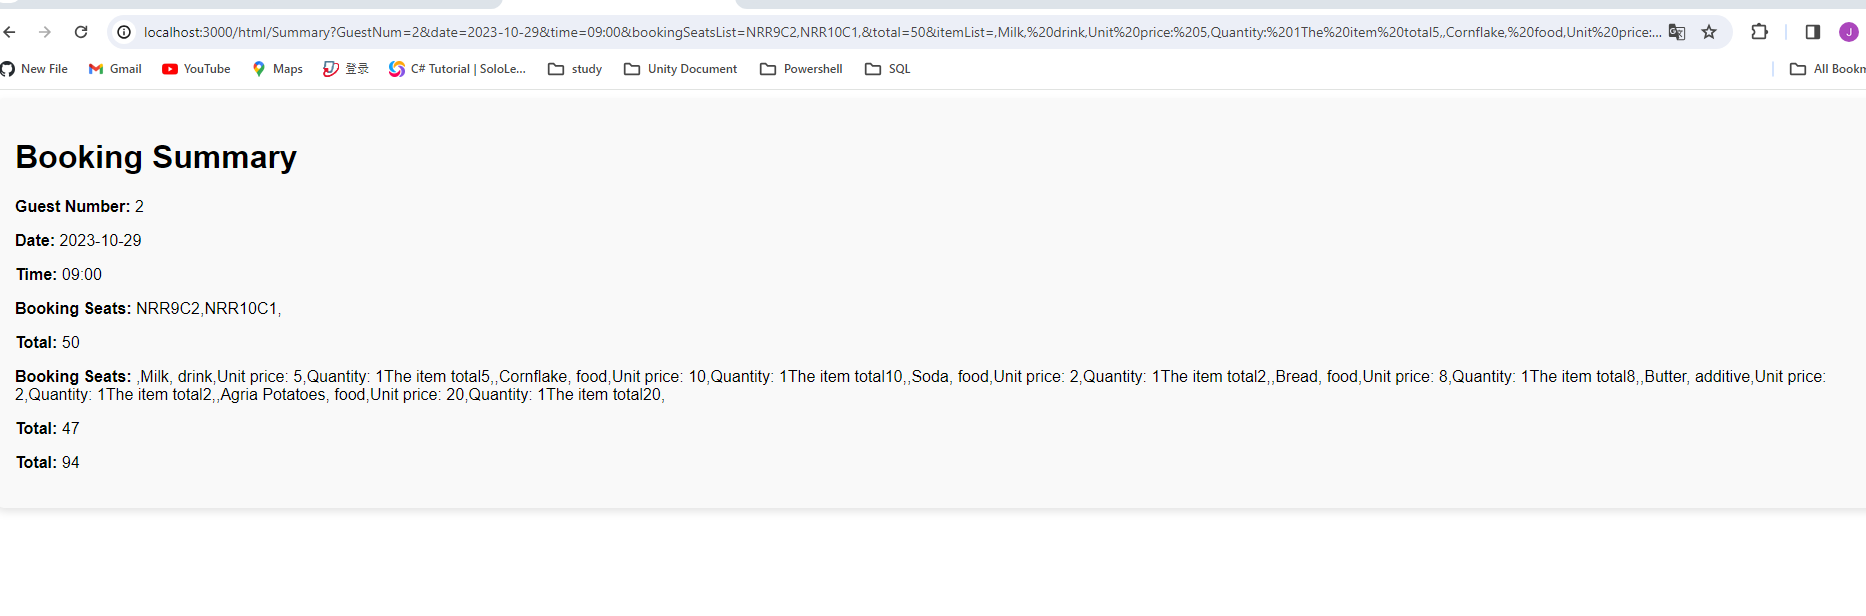 localhost:3000/html/Summary?GuestNum=2&date=2023-10-29&time=09:00&bookingSeatsList=NRR9C2,NRR10C1,&total=50&itemList=,Milk,%20drink,Unit%20price:%205,Quantity:%201The%20item%20total5,,Cornflake,%20food,Unit%20price:...
J
New File Gmail YouTube Maps 登录 C# Tutorial | SoloLe... study Unity Document Powershell SQL All Bookm
Booking Summary
Guest Number: 2
Date: 2023-10-29
Time: 09:00
Booking Seats: NRR9C2,NRR10C1,
Total: 50
Booking Seats: ,Milk, drink,Unit price: 5,Quantity: 1The item total5,,Cornflake, food,Unit price: 10,Quantity: 1The item total10,,Soda, food,Unit price: 2,Quantity: 1The item total2,,Bread, food,Unit price: 8,Quantity: 1The item total8,,Butter, additive,Unit price:
2,Quantity: 1The item total2,,Agria Potatoes, food,Unit price: 20,Quantity: 1The item total20,
Total: 47
Total: 94